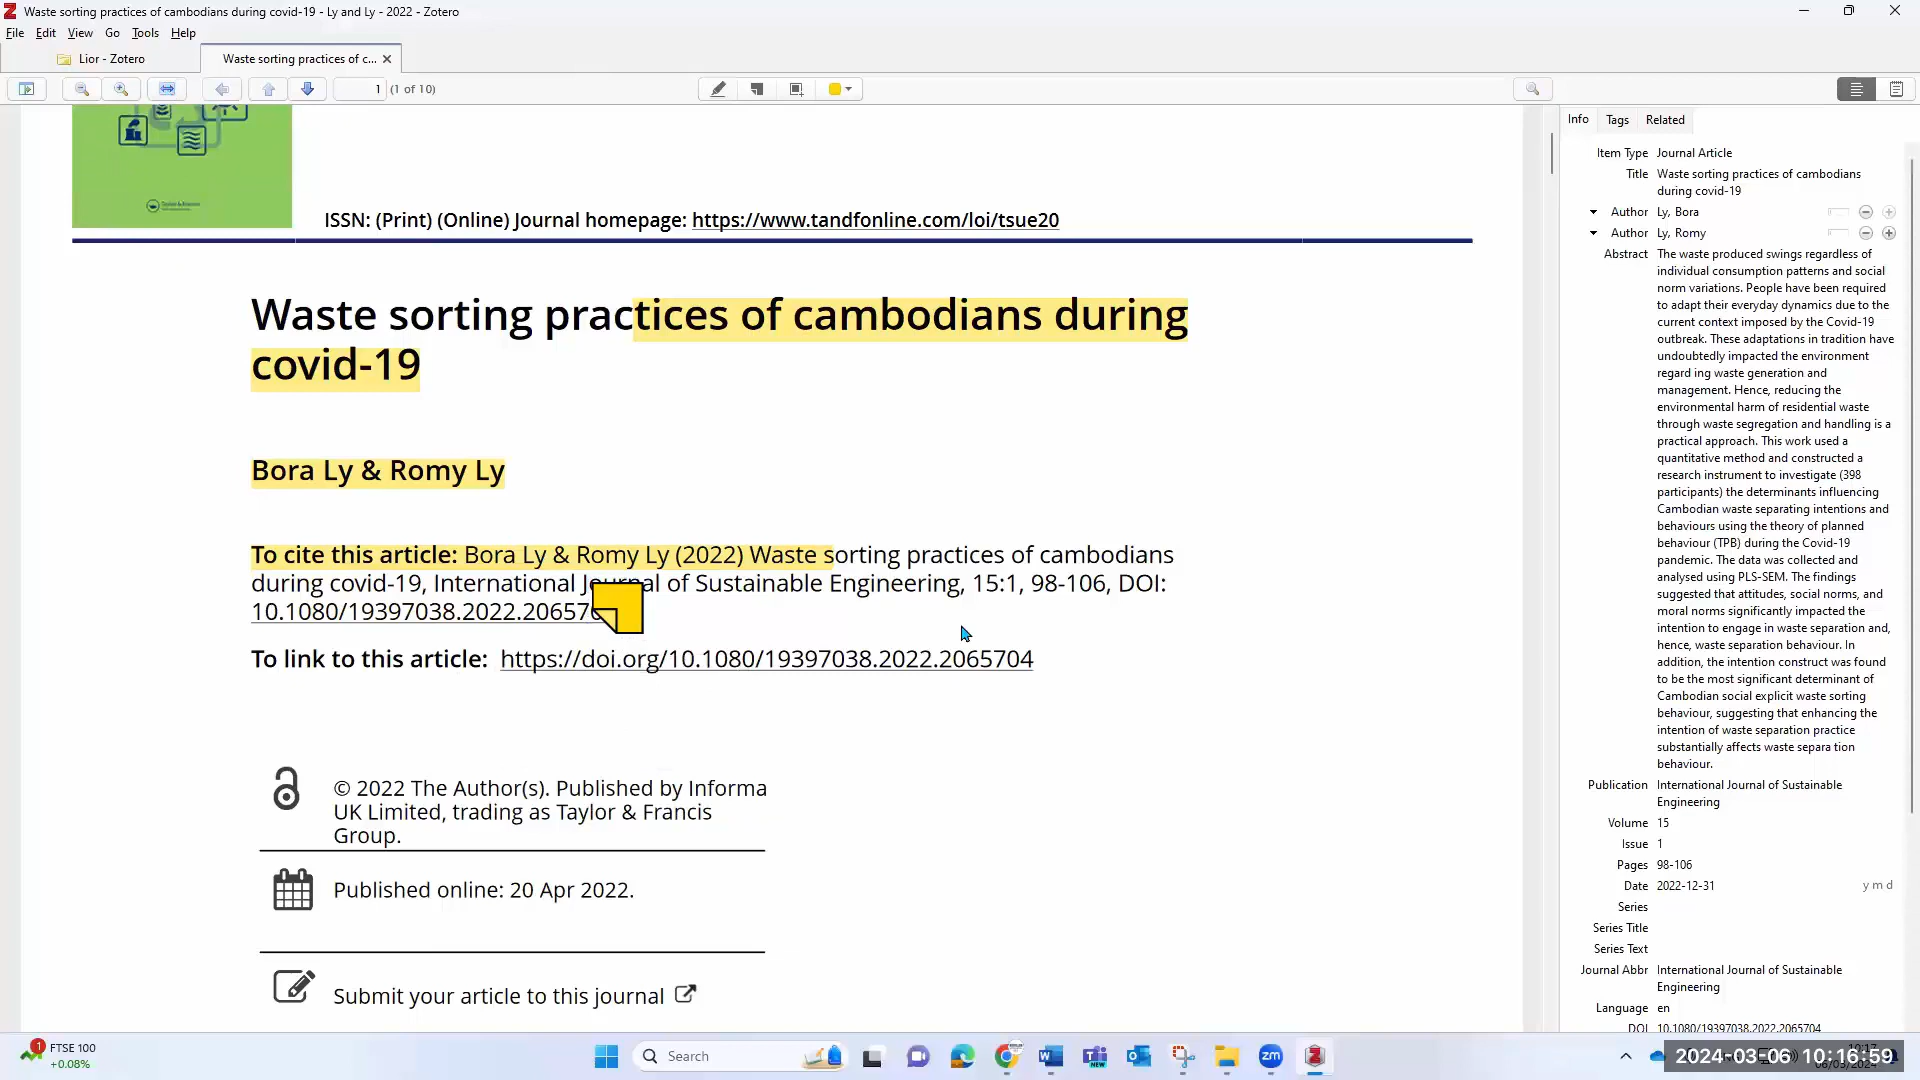 Waste sorting practices of cambodians during covid-19 - Ly and Ly - 2022 - Zotero
File Edit View Go Tools Help
Lior - Zotero
Waste sorting practices of c...
1 (1 of 10)
Taylor & Francis
ISSN: (Print) (Online) Journal homepage: https://www.tandfonline.com/loi/tsue20
Waste sorting practices of cambodians during
covid-19
Bora Ly & Romy Ly
To cite this article: Bora Ly & Romy Ly (2022) Waste sorting practices of cambodians
during covid-19, International Journal of Sustainable Engineering, 15:1, 98-106, DOI:
To link to this article: https://doi.org/10.1080/19397038.2022.2065704
© 2022 The Author(s). Published by Informa
UK Limited, trading as Taylor & Francis
Group.
Published online: 20 Apr 2022.
Submit your article to this journal
Info Tags Related
Item Type Journal Article
Title Waste sorting practices of cambodians
during covid-19
Author Ly, Bora
Author Ly, Romy
Abstract The waste produced swings regardless of
individual consumption patterns and social
norm variations. People have been required
to adapt their everyday dynamics due to the
current context imposed by the Covid-19
outbreak. These adaptations in tradition have
undoubtedly impacted the environment
regard ing waste generation and
management. Hence, reducing the
environmental harm of residential waste
through waste segregation and handling is a
practical approach. This work used a
quantitative method and constructed a
research instrument to investigate (398
participants) the determinants influencing
Cambodian waste separating intentions and
behaviours using the theory of planned
behaviour (TPB) during the Covid-19
pandemic. The data was collected and
analysed using PLS-SEM. The findings
suggested that attitudes, social norms, and
moral norms significantly impacted the
intention to engage in waste separation and,
hence, waste separation behaviour. In
addition, the intention construct was found
to be the most significant determinant of
Cambodian social explicit waste sorting
behaviour, suggesting that enhancing the
intention of waste separation practice
substantially affects waste separa tion
behaviour.
Publication International Journal of Sustainable
Engineering
Volume 15
Issue 1
Pages 98-106
Date 2022-12-31 y m d
Series
Series Title
Series Text
Journal Abbr International Journal of Sustainable
Engineering
Language en
DOI 10.1080/19397038.2022.2065704
1
FTSE 100
+0.08%
Search
NEW
zm
2024-03-06 10:16:59